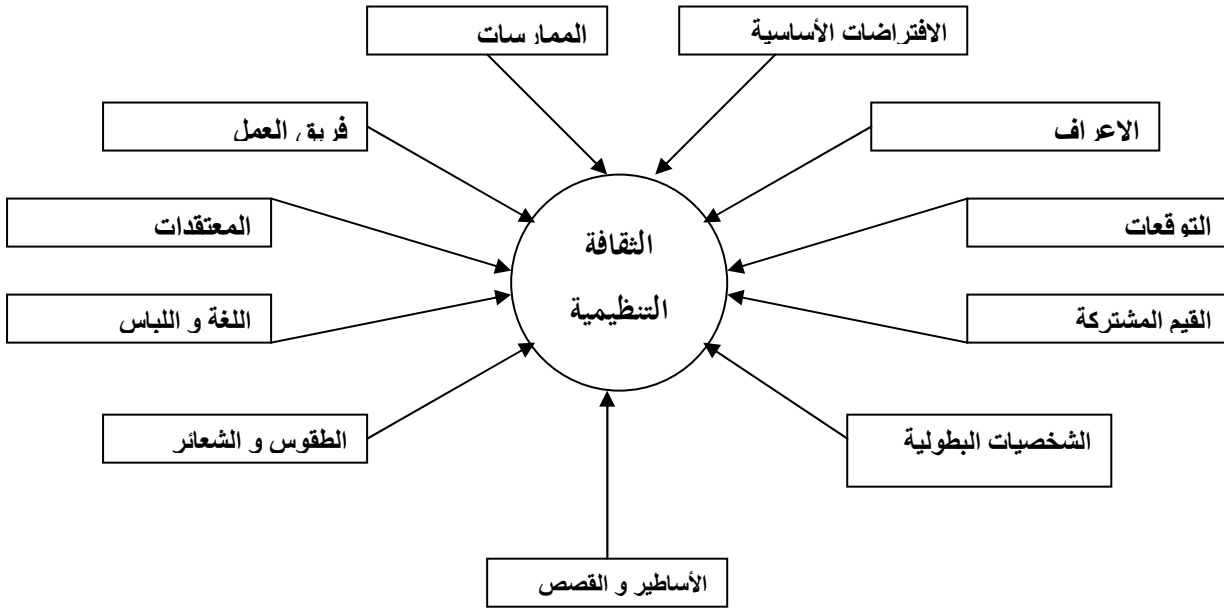 الافتراضات الأساسية
الممارسات
الاعراف
فريق العمل
التوقعات
المعتقدات
الثقافة
التنظيمية
القيم المشتركة
اللغة و اللباس
الشخصيات البطولية
الطقوس و الشعائر
الأساطير و القصص